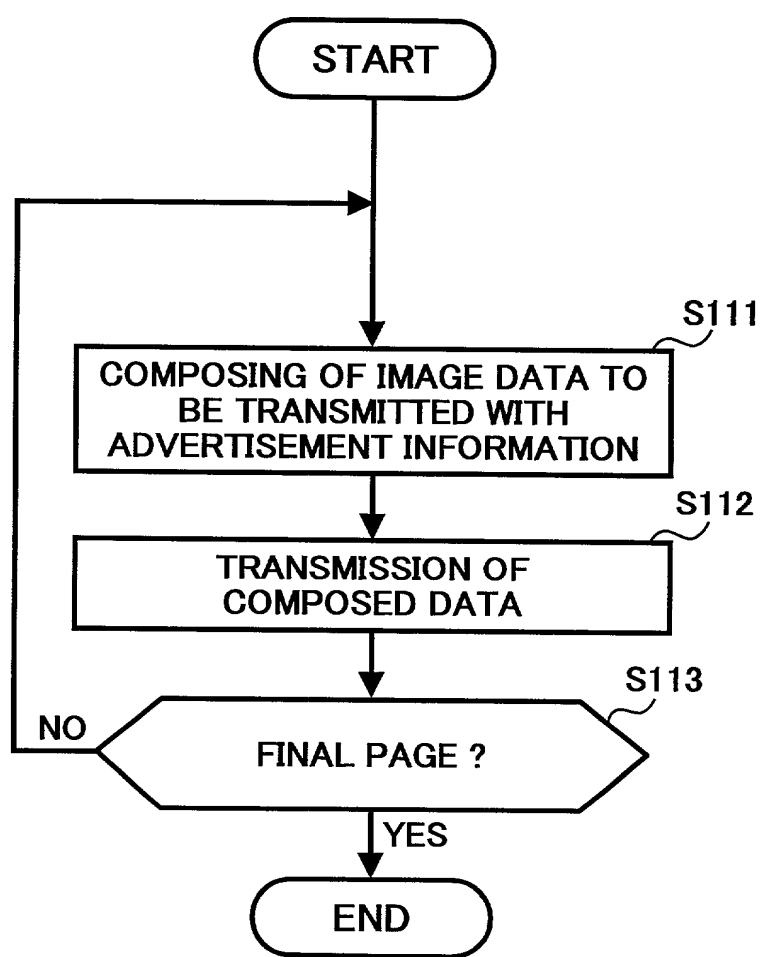 START
S111
COMPOSING OF IMAGE DATA TO
BE TRANSMITTED WITH
ADVERTISEMENT INFORMATION
S112
TRANSMISSION OF
COMPOSED DATA
S113
NO
FINAL PAGE ?
YES
END